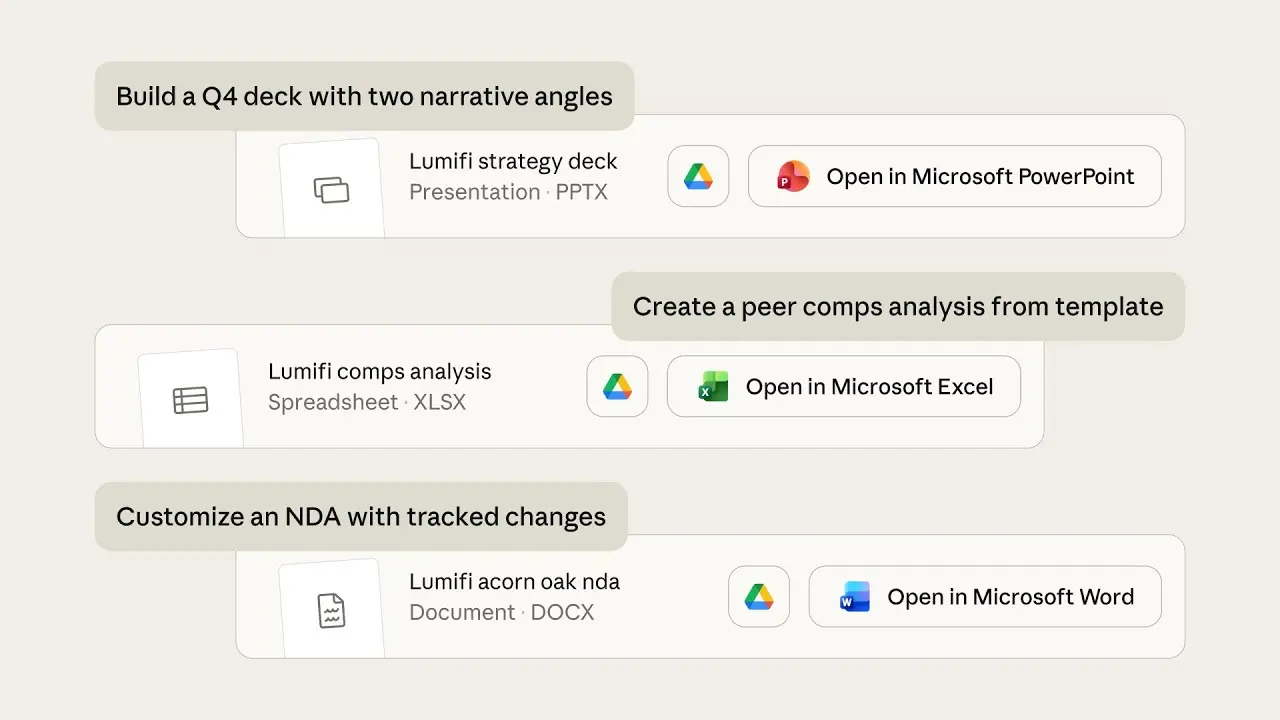 Build a Q4 deck with two narrative angles
Lumifi strategy deck
Presentation · PPTX
P
Open in Microsoft PowerPoint
Create a peer comps analysis from template
Lumifi comps analysis
Spreadsheet · XLSX
X
Open in Microsoft Excel
Customize an NDA with tracked changes
Lumifi acorn oak nda
Document · DOCX
W
Open in Microsoft Word